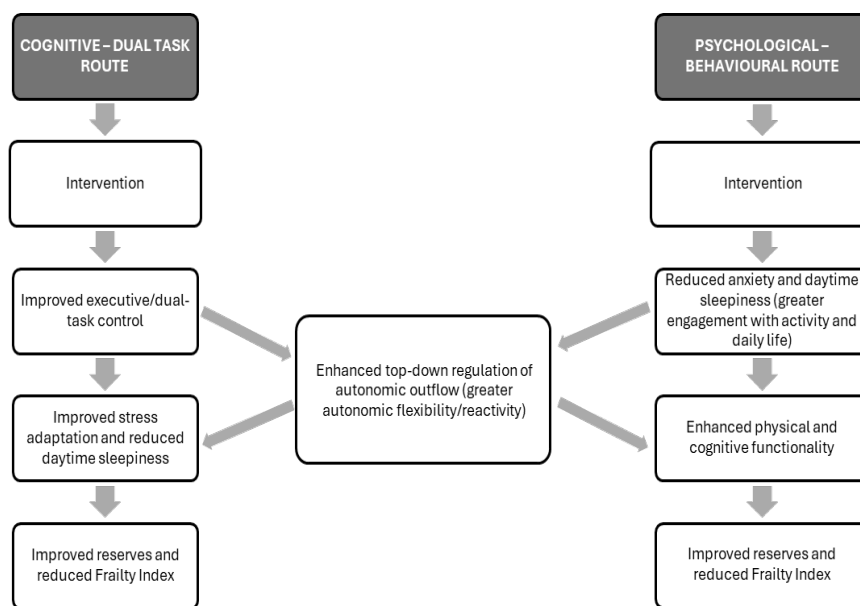 COGNITIVE – DUAL TASK
ROUTE
Intervention
Improved executive/dual-
task control
Improved stress
adaptation and reduced
daytime sleepiness
Improved reserves and
reduced Frailty Index
Enhanced top-down regulation of
autonomic outflow (greater
autonomic flexibility/reactivity)
PSYCHOLOGICAL –
BEHAVIOURAL ROUTE
Intervention
Reduced anxiety and daytime
sleepiness (greater
engagement with activity and
daily life)
Enhanced physical and
cognitive functionality
Improved reserves and
reduced Frailty Index